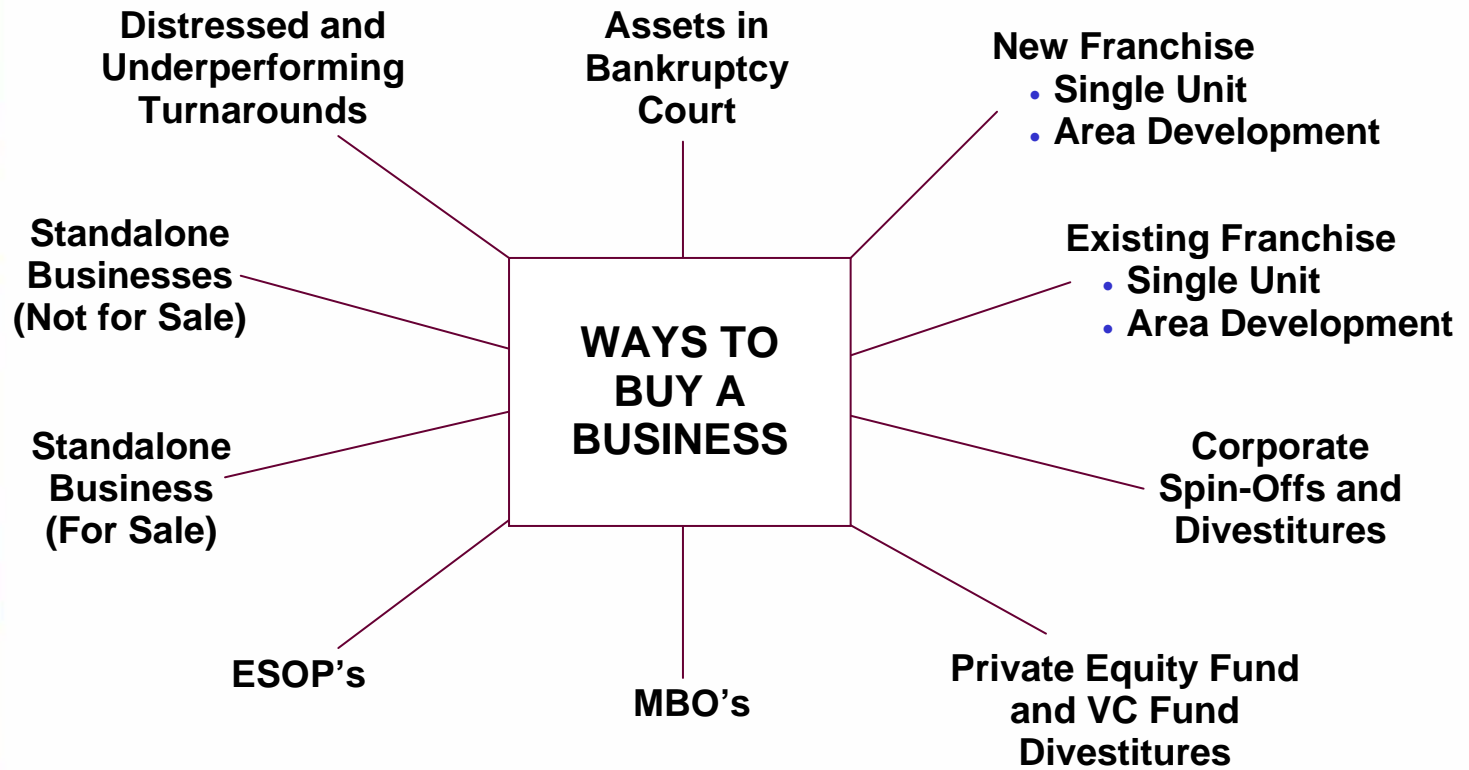 Distressed and
Underperforming
Turnarounds
Assets in
Bankruptcy
Court
New Franchise
• Single Unit
• Area Development
Standalone
Businesses
(Not for Sale)
Existing Franchise
• Single Unit
• Area Development
WAYS TO
BUY A
BUSINESS
Standalone
Business
(For Sale)
Corporate
Spin-Offs and
Divestitures
ESOP’s
MBO’s
Private Equity Fund
and VC Fund
Divestitures